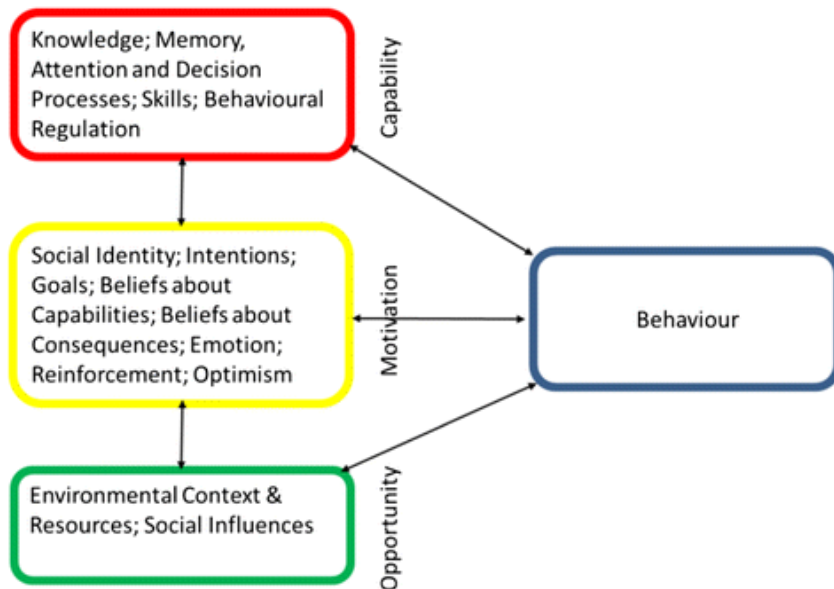 Knowledge; Memory,
Attention and Decision
Processes; Skills; Behavioural
Regulation
Capability
Social Identity; Intentions;
Goals; Beliefs about
Capabilities; Beliefs about
Consequences; Emotion;
Reinforcement; Optimism
Motivation
Behaviour
Environmental Context &
Resources; Social Influences
Opportunity